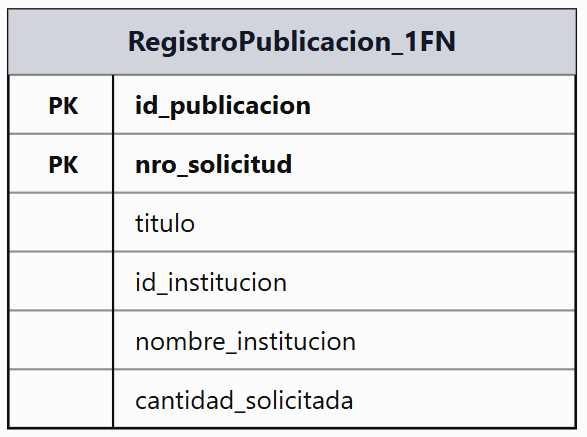 RegistroPublicacion_1FN
PK id_publicacion
PK nro_solicitud
titulo
id_institucion
nombre_institucion
cantidad_solicitada